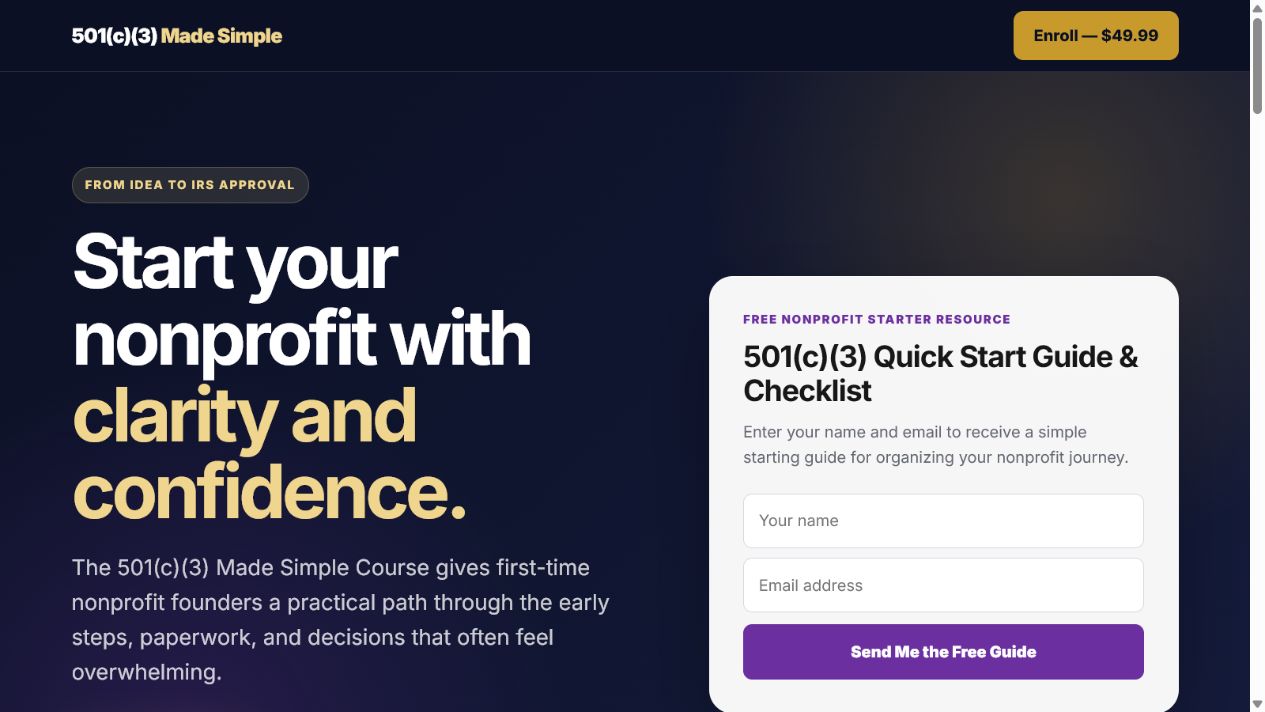 501(c)(3) Made Simple
Enroll — $49.99
FROM IDEA TO IRS APPROVAL
Start your
nonprofit with
clarity and
confidence.
The 501(c)(3) Made Simple Course gives first-time
nonprofit founders a practical path through the early
steps, paperwork, and decisions that often feel
overwhelming.
FREE NONPROFIT STARTER RESOURCE
501(c)(3) Quick Start Guide &
Checklist
Enter your name and email to receive a simple
starting guide for organizing your nonprofit journey.
Your name
Email address
Send Me the Free Guide